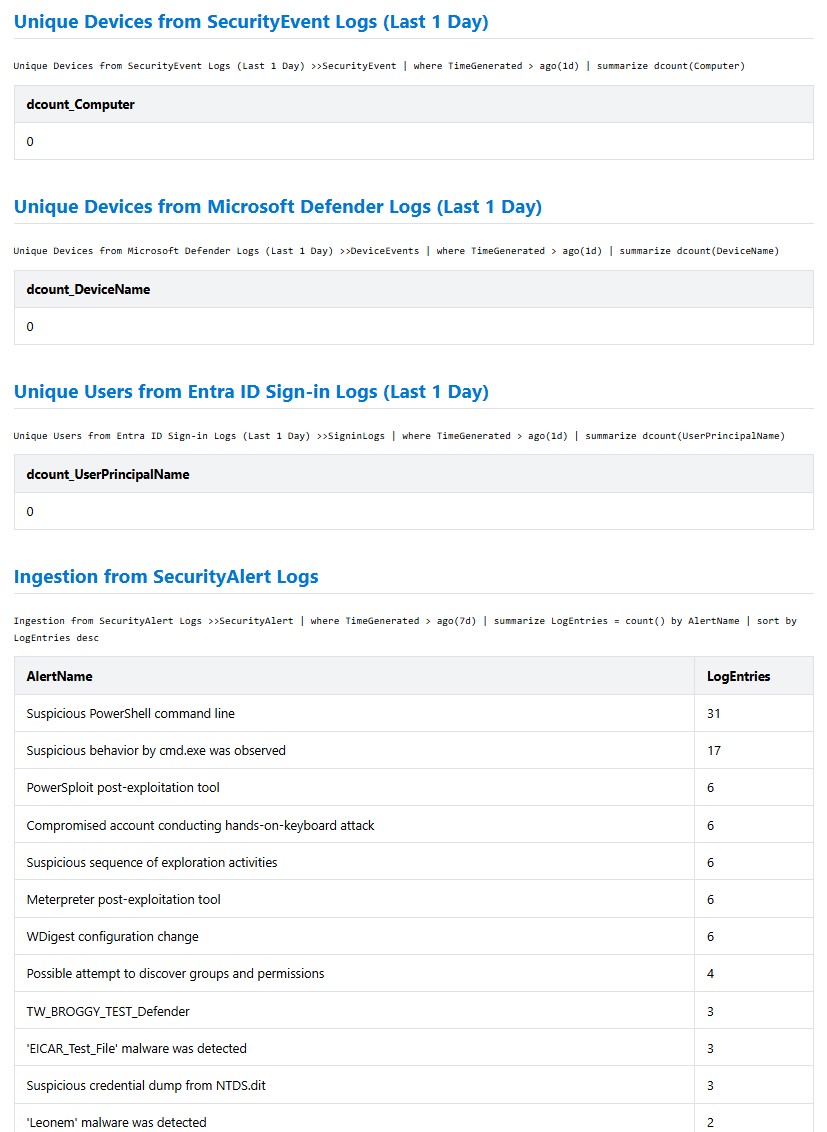 Unique Devices from SecurityEvent Logs (Last 1 Day)
Unique Devices from SecurityEvent Logs (Last 1 Day) >>SecurityEvent | where TimeGenerated > ago(1d) | summarize dcount(Computer)
dcount_Computer
0
Unique Devices from Microsoft Defender Logs (Last 1 Day)
Unique Devices from Microsoft Defender Logs (Last 1 Day) >>DeviceEvents | where TimeGenerated > ago(1d) | summarize dcount(DeviceName)
dcount_DeviceName
0
Unique Users from Entra ID Sign-in Logs (Last 1 Day)
Unique Users from Entra ID Sign-in Logs (Last 1 Day) >>SigninLogs | where TimeGenerated > ago(1d) | summarize dcount(UserPrincipalName)
dcount_UserPrincipalName
0
Ingestion from SecurityAlert Logs
Ingestion from SecurityAlert Logs >>SecurityAlert | where TimeGenerated > ago(7d) | summarize LogEntries = count() by AlertName | sort by
LogEntries desc
AlertName LogEntries
Suspicious PowerShell command line 31
Suspicious behavior by cmd.exe was observed 17
PowerSploit post-exploitation tool 6
Compromised account conducting hands-on-keyboard attack 6
Suspicious sequence of exploration activities 6
Meterpreter post-exploitation tool 6
WDigest configuration change 6
Possible attempt to discover groups and permissions 4
TW_BROGGY_TEST_Defender 3
'EICAR_Test_File' malware was detected 3
Suspicious credential dump from NTDS.dit 3
'Leonem' malware was detected 2